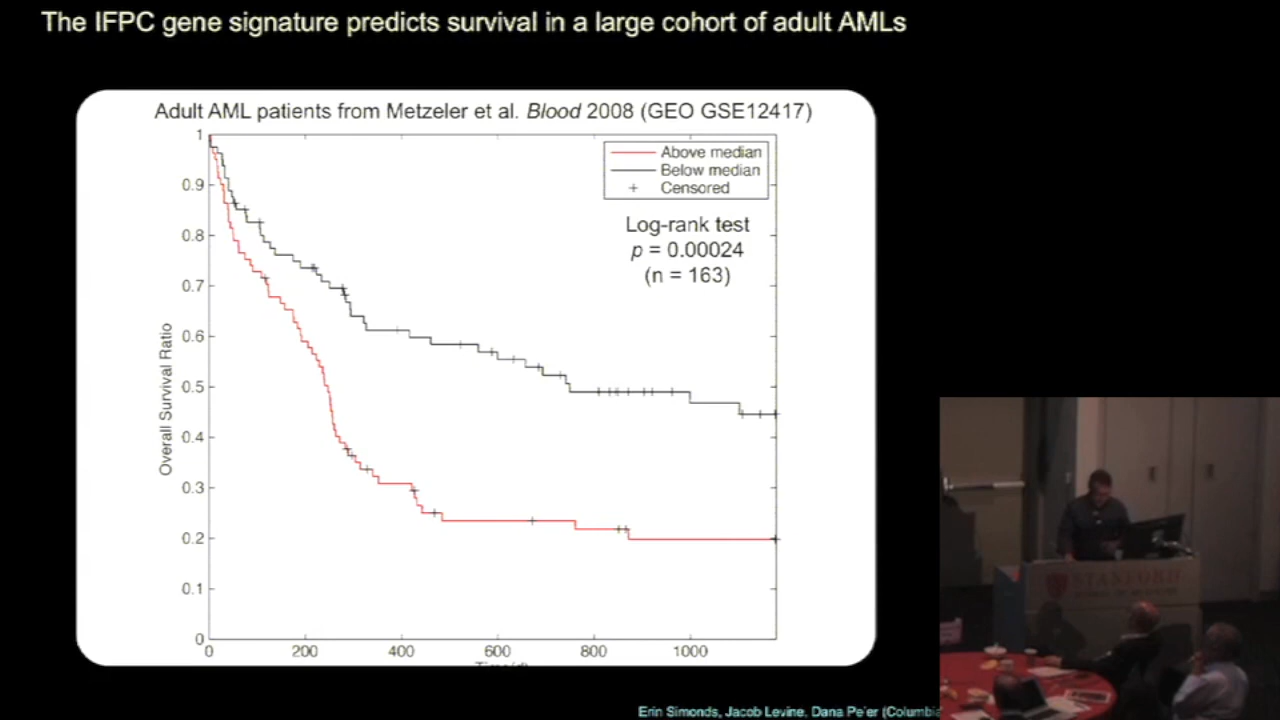 The IFPC gene signature predicts survival in a large cohort of adult AMLs
Adult AML patients from Metzeler et al. Blood 2008 (GEO GSE12417)
Above median
Below median
Censored
Log-rank test
p = 0.00024
(n = 163)
Overall Survival Ratio
1
0.9
0.8
0.7
0.6
0.5
0.4
0.3
0.2
0.1
0
0 200 400 600 800 1000
Time(d)
STANFORD
Erin Simonds, Jacob Levine, Dana Pe'er (Columbia